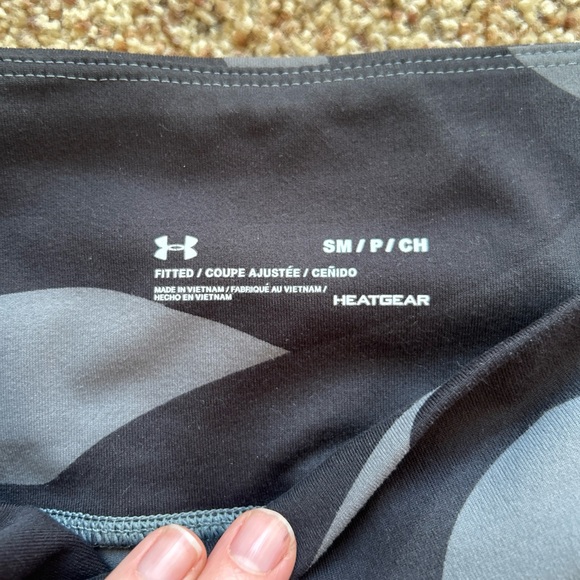 SM / P / CH
FITTED / COUPE AJUSTÉE / CEÑIDO
MADE IN VIETNAM / FABRIQUÉ AU VIETNAM /
HECHO EN VIETNAM
HEATGEAR